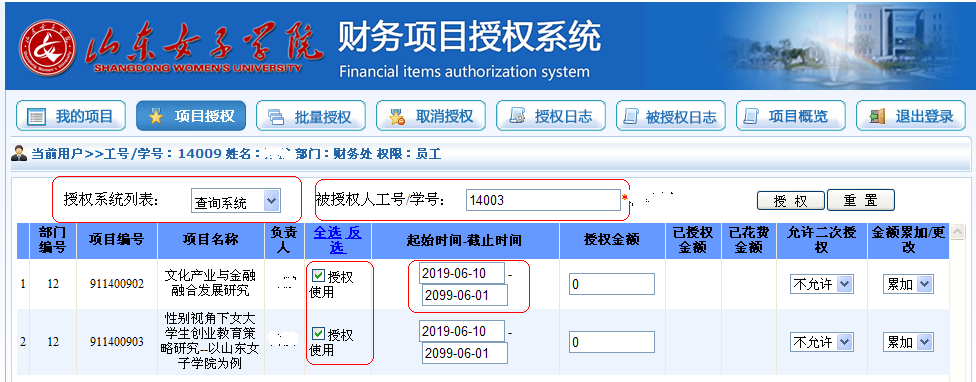 山东女子学院
SHANGDONG WOMEN'S UNIVERSITY
财务项目授权系统
Financial items authorization system
我的项目 项目授权 批量授权 取消授权 授权日志 被授权日志 项目概览 退出登录
当前用户>>工号/学号：14009 姓名： 部门：财务处 权限：员工
授权系统列表： 查询系统 被授权人工号/学号： 14003 * 授 权 重 置
部门编号 项目编号 项目名称 负责人 全选 反选 起始时间-截止时间 授权金额 已授权金额 已花费金额 允许二次授权 金额累加/更改
1 12 911400902 文化产业与金融融合发展研究 授权使用 2019-06-10 - 2099-06-01 0 不允许 累加
2 12 911400903 性别视角下女大学生创业教育策略研究--以山东女子学院为例 授权使用 2019-06-10 - 2099-06-01 0 不允许 累加